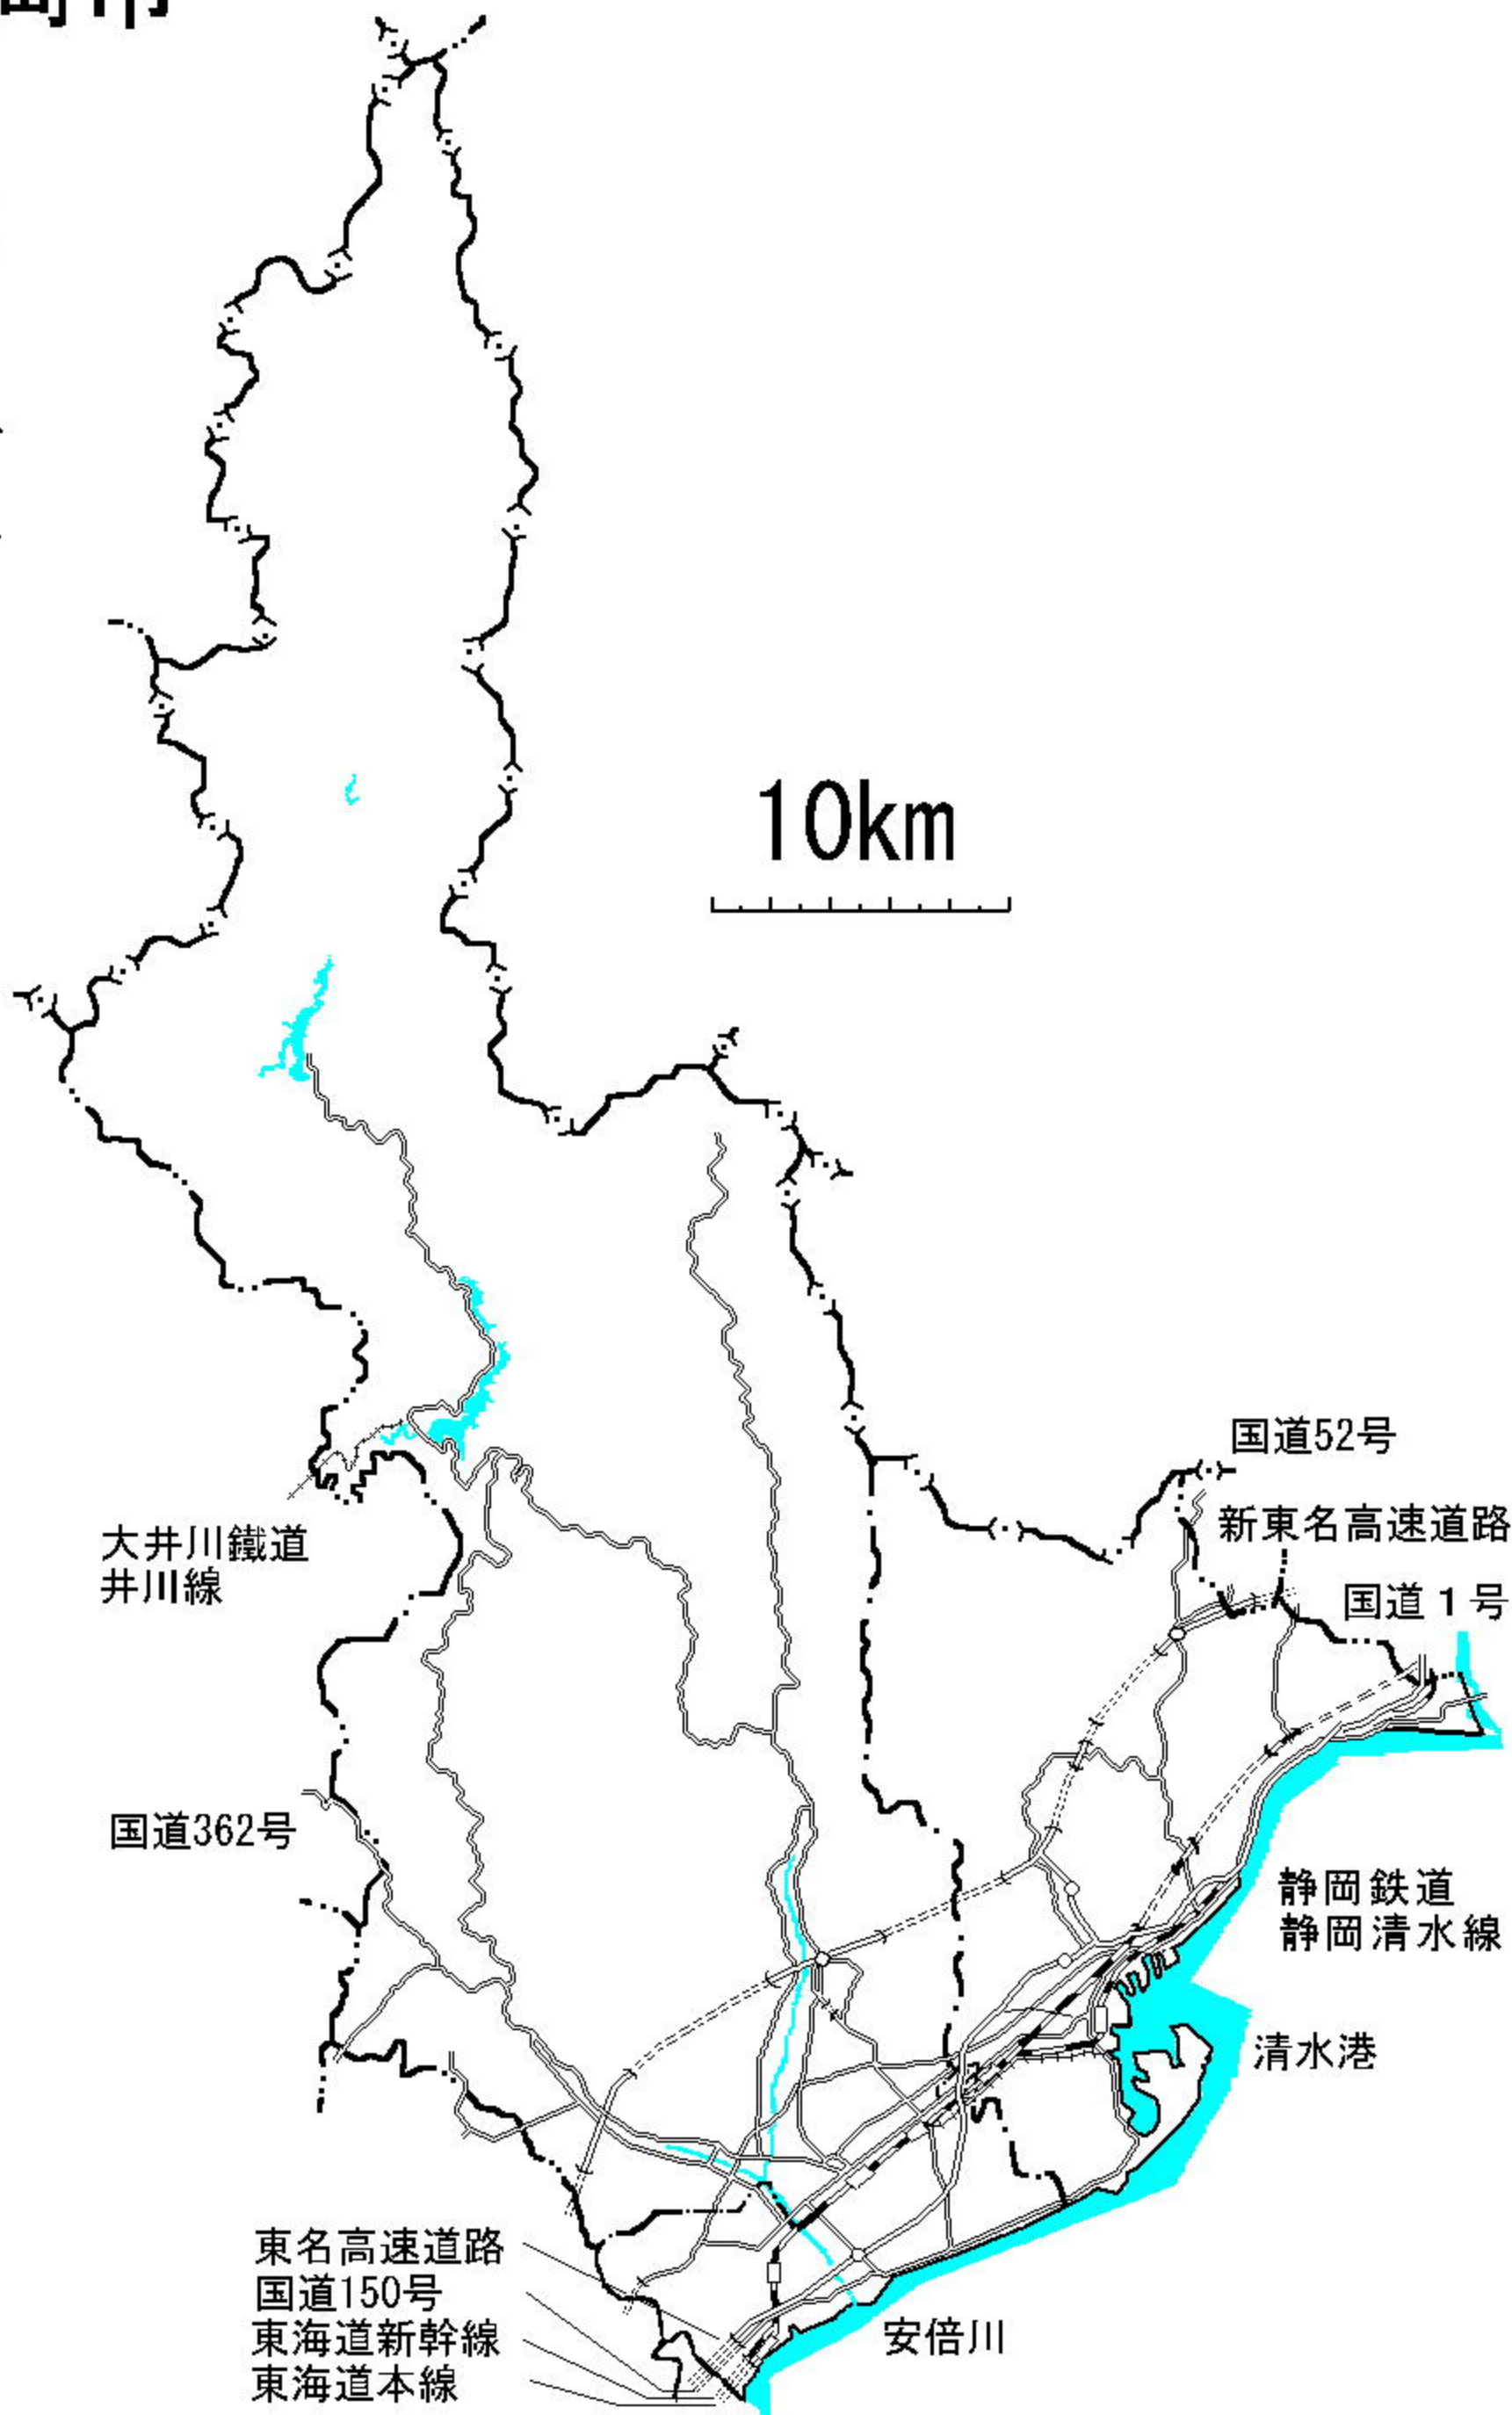 岡市
10km
国道52号
新東名高速道路
国道1号
大井川鐵道
井川線
国道362号
静岡鉄道
静岡清水線
清水港
東名高速道路
国道150号
東海道新幹線
東海道本線
安倍川